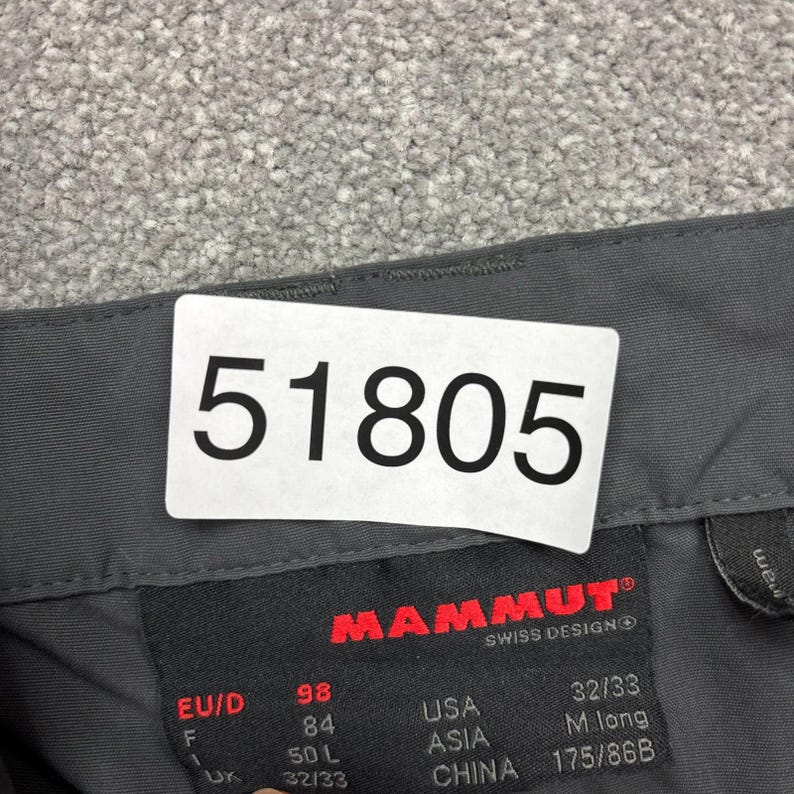 51805
MAMMUT®
SWISS DESIGN
EU/D 98 USA 32/33
F 84 ASIA M long
I 50 L CHINA 175/86B
UK 32/33
mam